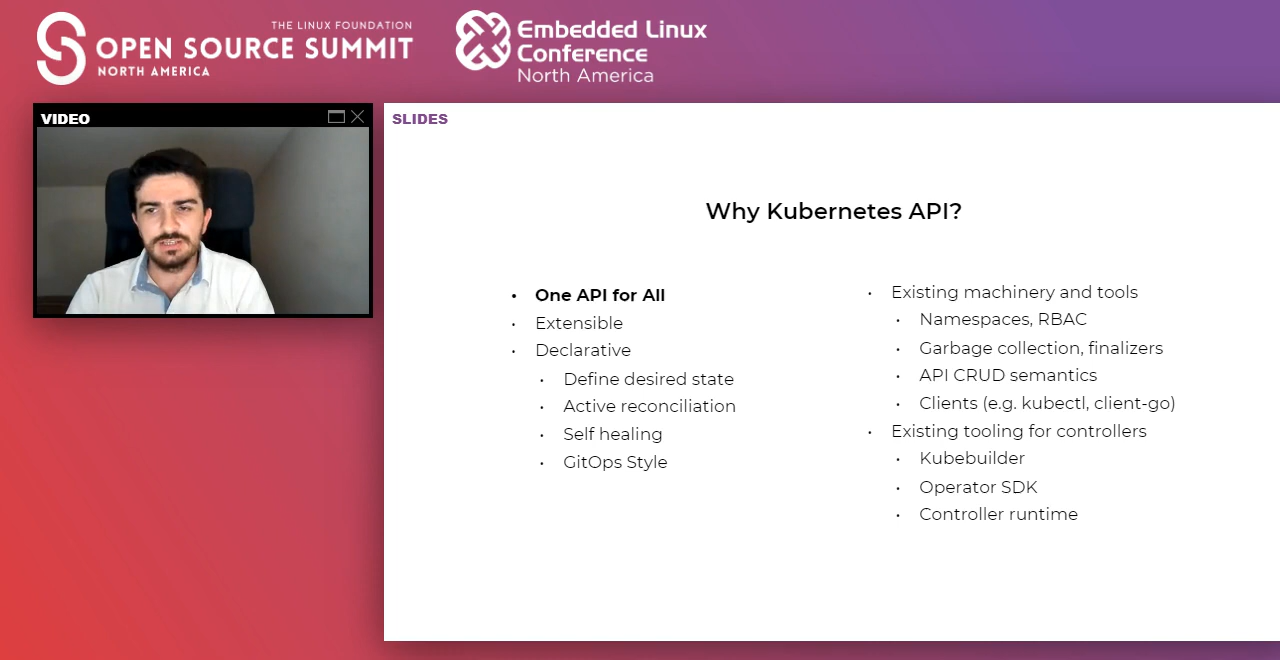 THE LINUX FOUNDATION
OPEN SOURCE SUMMIT
NORTH AMERICA
Embedded Linux
Conference
North America
VIDEO
SLIDES
Why Kubernetes API?
• One API for All
• Extensible
• Declarative
• Define desired state
• Active reconciliation
• Self healing
• GitOps Style
• Existing machinery and tools
• Namespaces, RBAC
• Garbage collection, finalizers
• API CRUD semantics
• Clients (e.g. kubectl, client-go)
• Existing tooling for controllers
• Kubebuilder
• Operator SDK
• Controller runtime